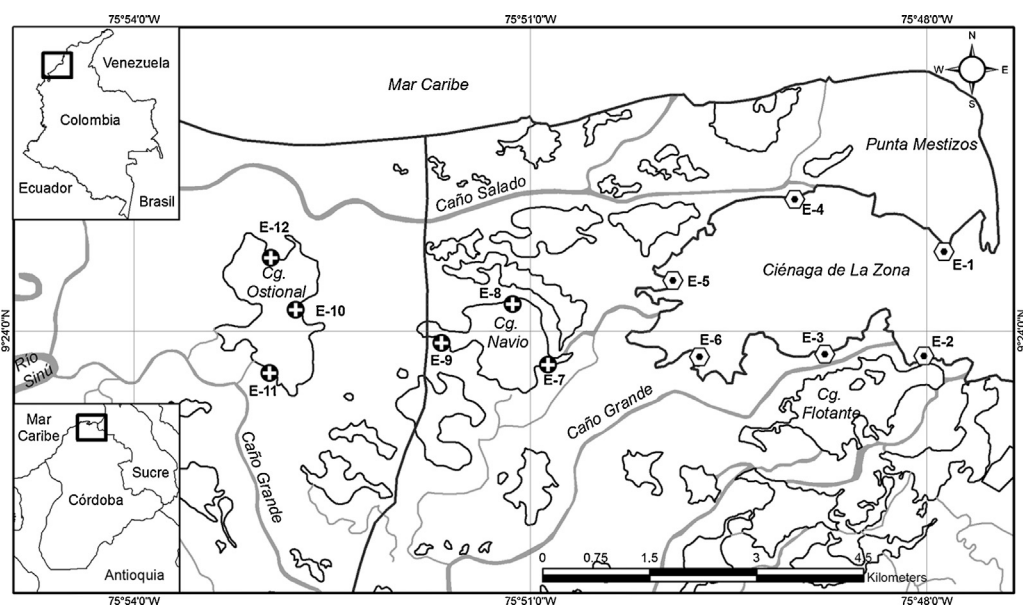 75°54'0"W
75°51'0"W
75°48'0"W
Venezuela
Colombia
Ecuador
Brasil
Mar Caribe
N
W
E
S
Punta Mestizos
Caño Salado
E-4
E-12
Cg.
Ostional
E-10
E-11
E-8
Cg.
Navio
E-9
E-7
E-5
Ciénaga de La Zona
E-1
E-6
E-3
E-2
Cg.
Flotante
9°24'0"N
9°24'0"N
Rio
Sinú
Caño Grande
Caño Grande
Mar
Caribe
Sucre
Córdoba
Antioquia
0
0.75
1.5
3
4.5
Kilometers
75°54'0"W
75°51'0"W
75°48'0"W